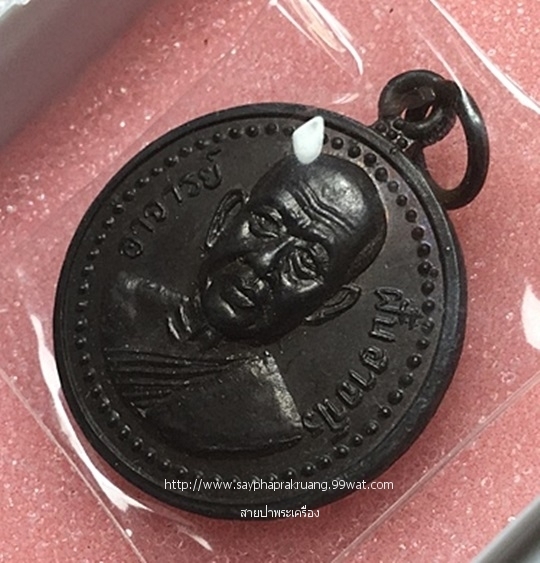 อาจารย์
ฝั้น อาจาโร
http://www.sayphaprakruang.99wat.com
สายป่าพระเครื่อง